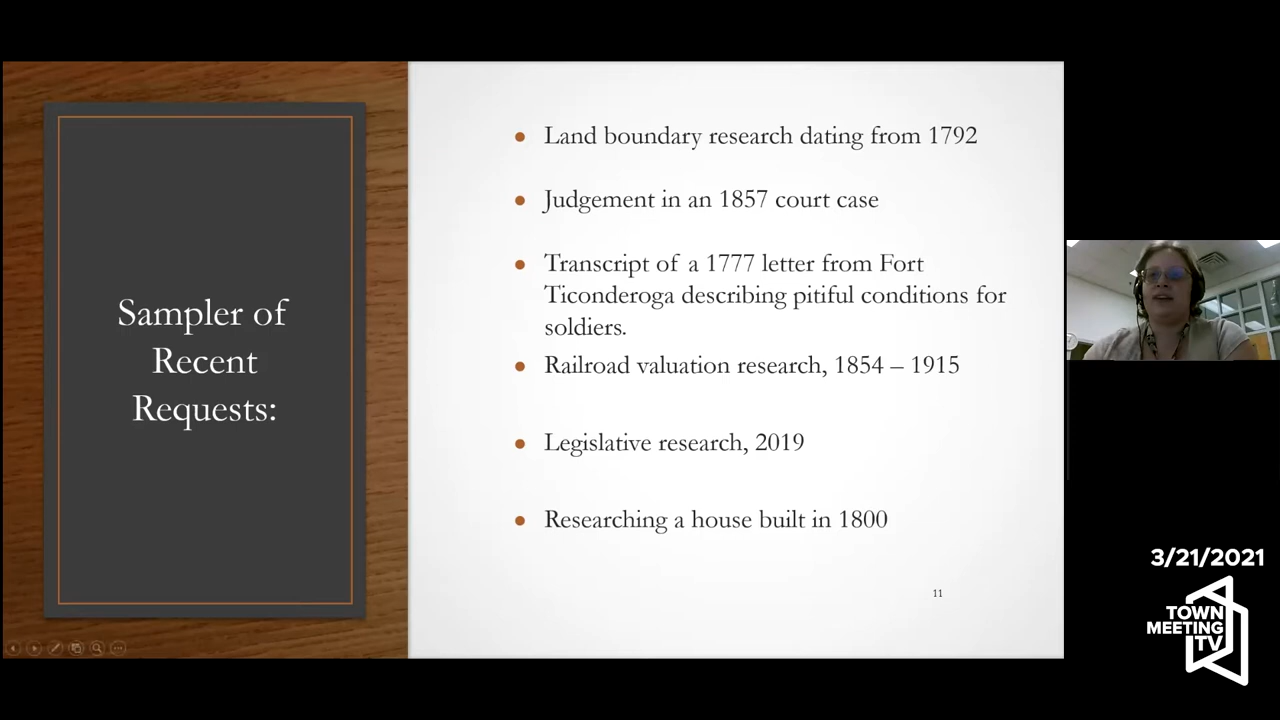 Sampler of
Recent
Requests:
Land boundary research dating from 1792
Judgement in an 1857 court case
Transcript of a 1777 letter from Fort
Ticonderoga describing pitiful conditions for
soldiers.
Railroad valuation research, 1854 – 1915
Legislative research, 2019
Researching a house built in 1800
11
3/21/2021
TOWN
MEETING
TV